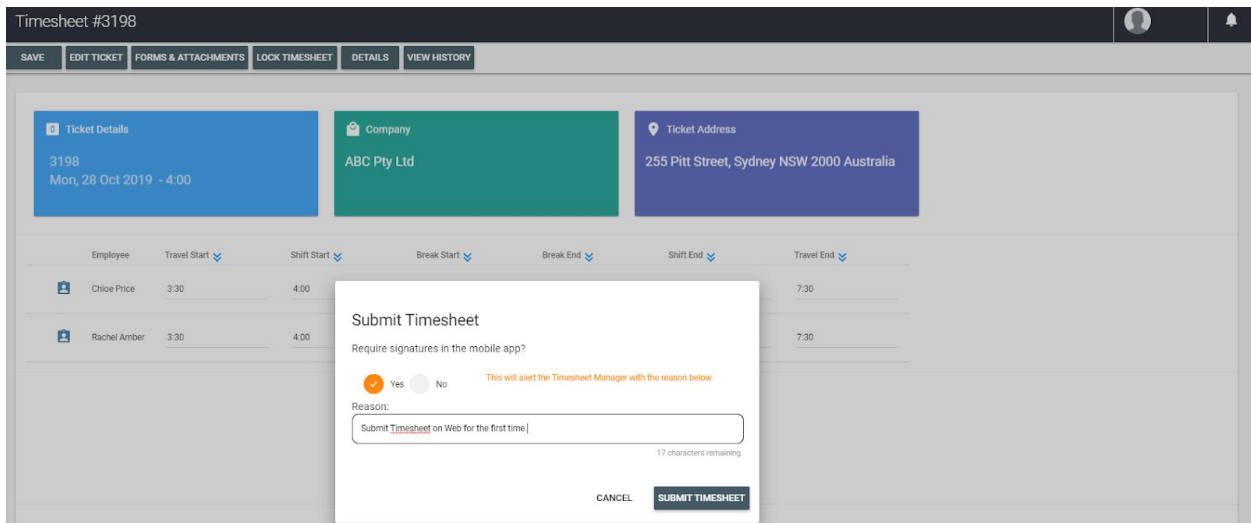 Timesheet #3198
SAVE EDIT TICKET FORMS & ATTACHMENTS LOCK TIMESHEET DETAILS VIEW HISTORY
Ticket Details
3198
Mon, 28 Oct 2019 - 4:00
Company
ABC Pty Ltd
Ticket Address
255 Pitt Street, Sydney NSW 2000 Australia
Employee Travel Start Shift Start Break Start Break End Shift End Travel End
Chloe Price 3:30 4:00 7:30
Rachel Amber 3:30 4:00 7:30
Submit Timesheet
Require signatures in the mobile app?
Yes No This will alert the Timesheet Manager with the reason below.
Reason:
Submit Timesheet on Web for the first time.
17 characters remaining
CANCEL SUBMIT TIMESHEET